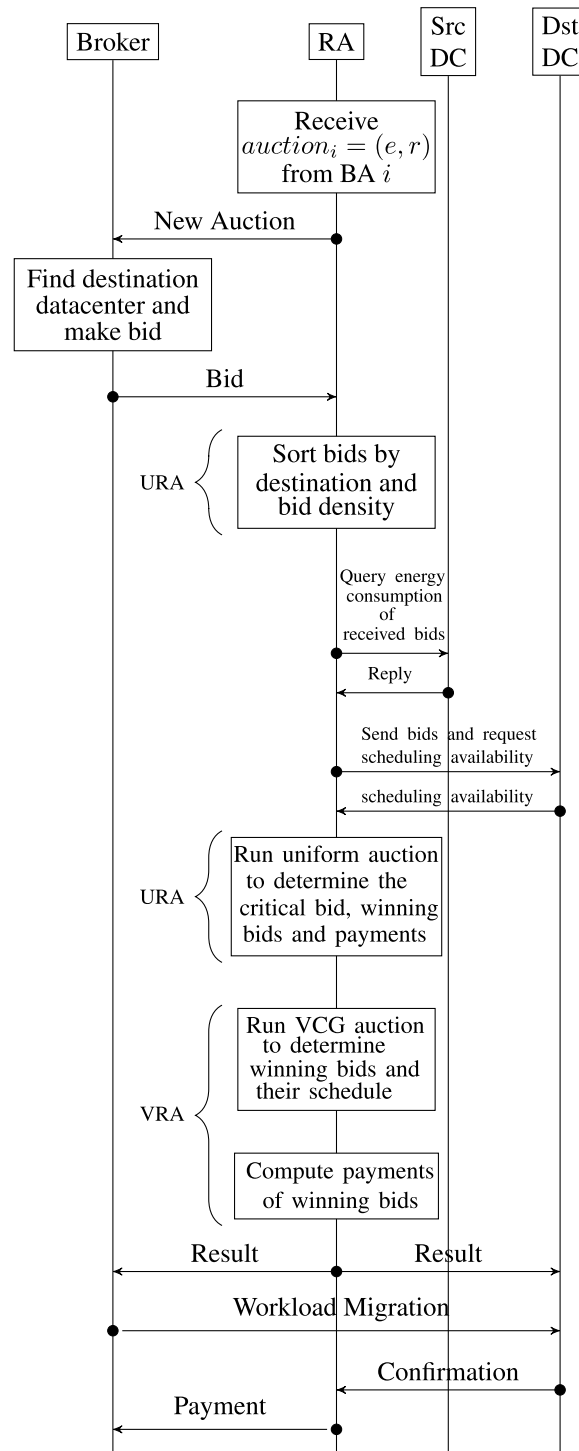 Broker
RA
Src
DC
Dst
DC
Receive
auction_i = (e, r)
from BA i
New Auction
Find destination
datacenter and
make bid
Bid
URA
Sort bids by
destination and
bid density
Query energy
consumption
of
received bids
Reply
Send bids and request
scheduling availability
scheduling availability
URA
Run uniform auction
to determine the
critical bid, winning
bids and payments
VRA
Run VCG auction
to determine
winning bids and
their schedule
Compute payments
of winning bids
Result
Result
Workload Migration
Confirmation
Payment